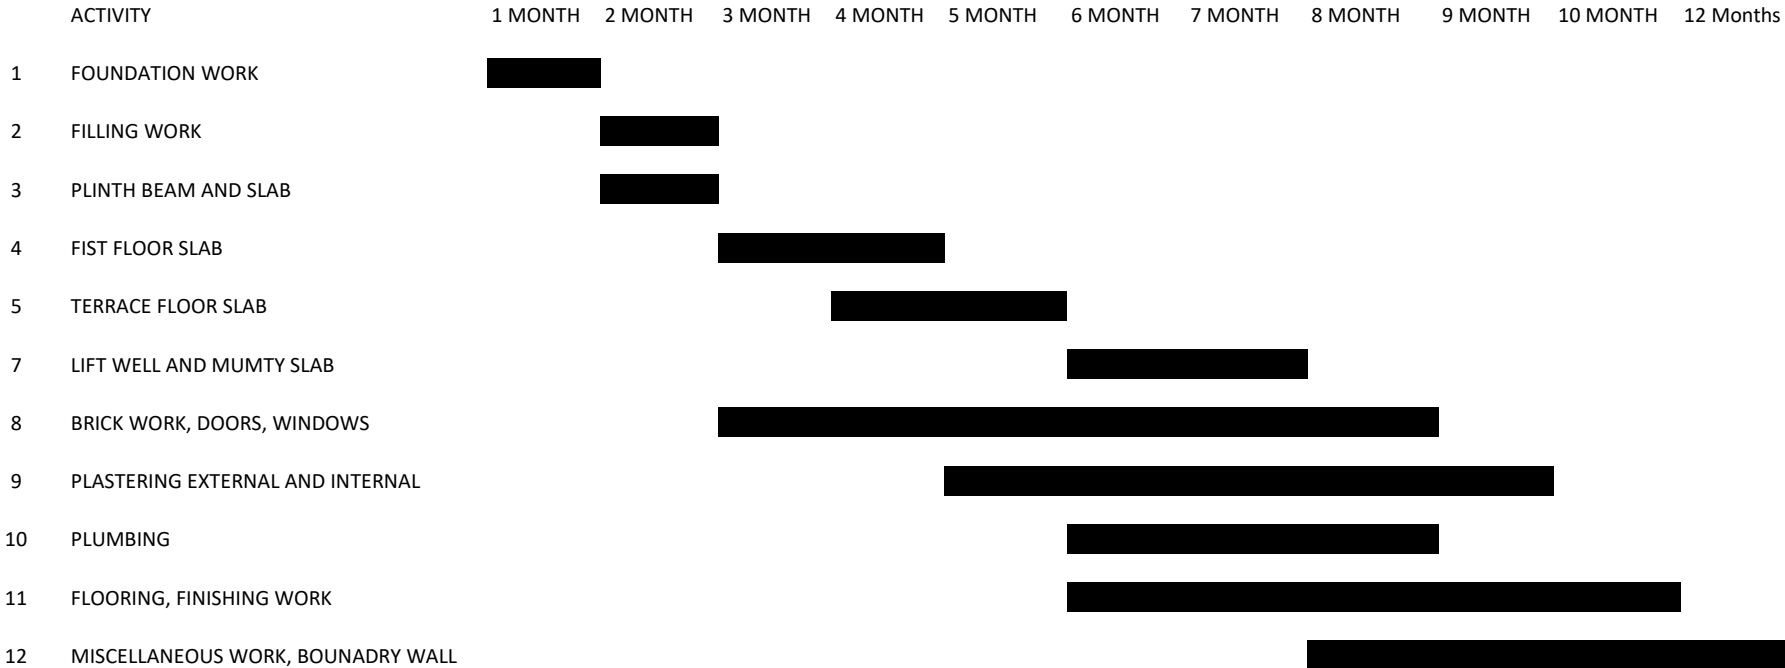 ACTIVITY 1 MONTH 2 MONTH 3 MONTH 4 MONTH 5 MONTH 6 MONTH 7 MONTH 8 MONTH 9 MONTH 10 MONTH 12 Months
1 FOUNDATION WORK
2 FILLING WORK
3 PLINTH BEAM AND SLAB
4 FIST FLOOR SLAB
5 TERRACE FLOOR SLAB
7 LIFT WELL AND MUMTY SLAB
8 BRICK WORK, DOORS, WINDOWS
9 PLASTERING EXTERNAL AND INTERNAL
10 PLUMBING
11 FLOORING, FINISHING WORK
12 MISCELLANEOUS WORK, BOUNADRY WALL